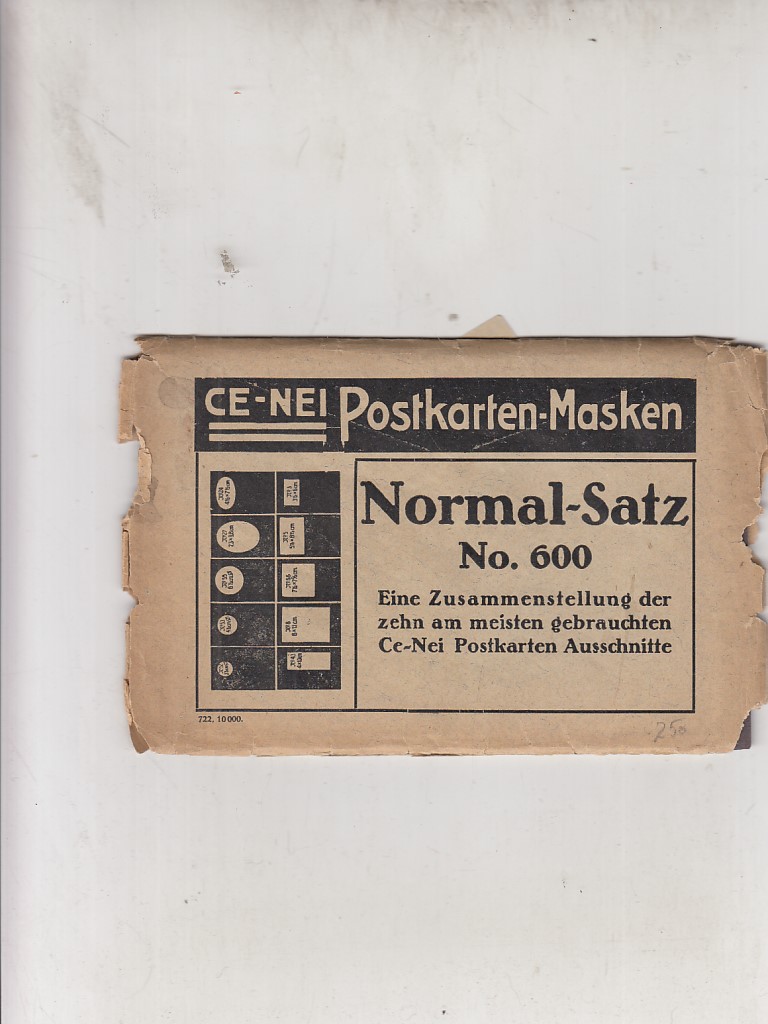 CE-NEI Postkarten-Masken
Normal-Satz
No. 600
Eine Zusammenstellung der
zehn am meisten gebrauchten
Ce-Nei Postkarten Ausschnitte
722. 10000.
250